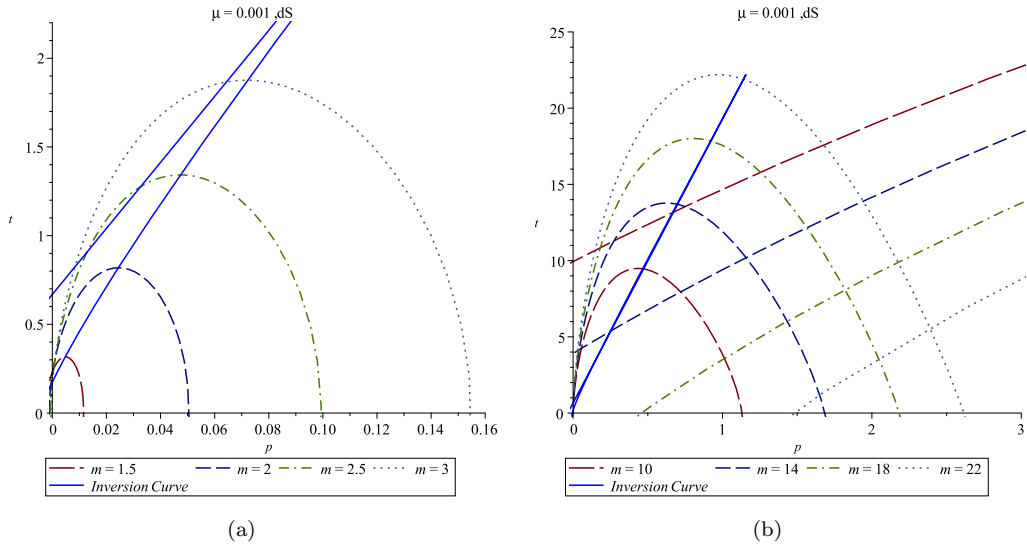 μ = 0.001 ,dS
2
1.5
t
1
0.5
0
0 0.02 0.04 0.06 0.08 0.10 0.12 0.14 0.16
p
m = 1.5 m = 2 m = 2.5 m = 3
Inversion Curve
(a)
μ = 0.001 ,dS
25
20
15
t
10
5
0
0 1 2 3
p
m = 10 m = 14 m = 18 m = 22
Inversion Curve
(b)